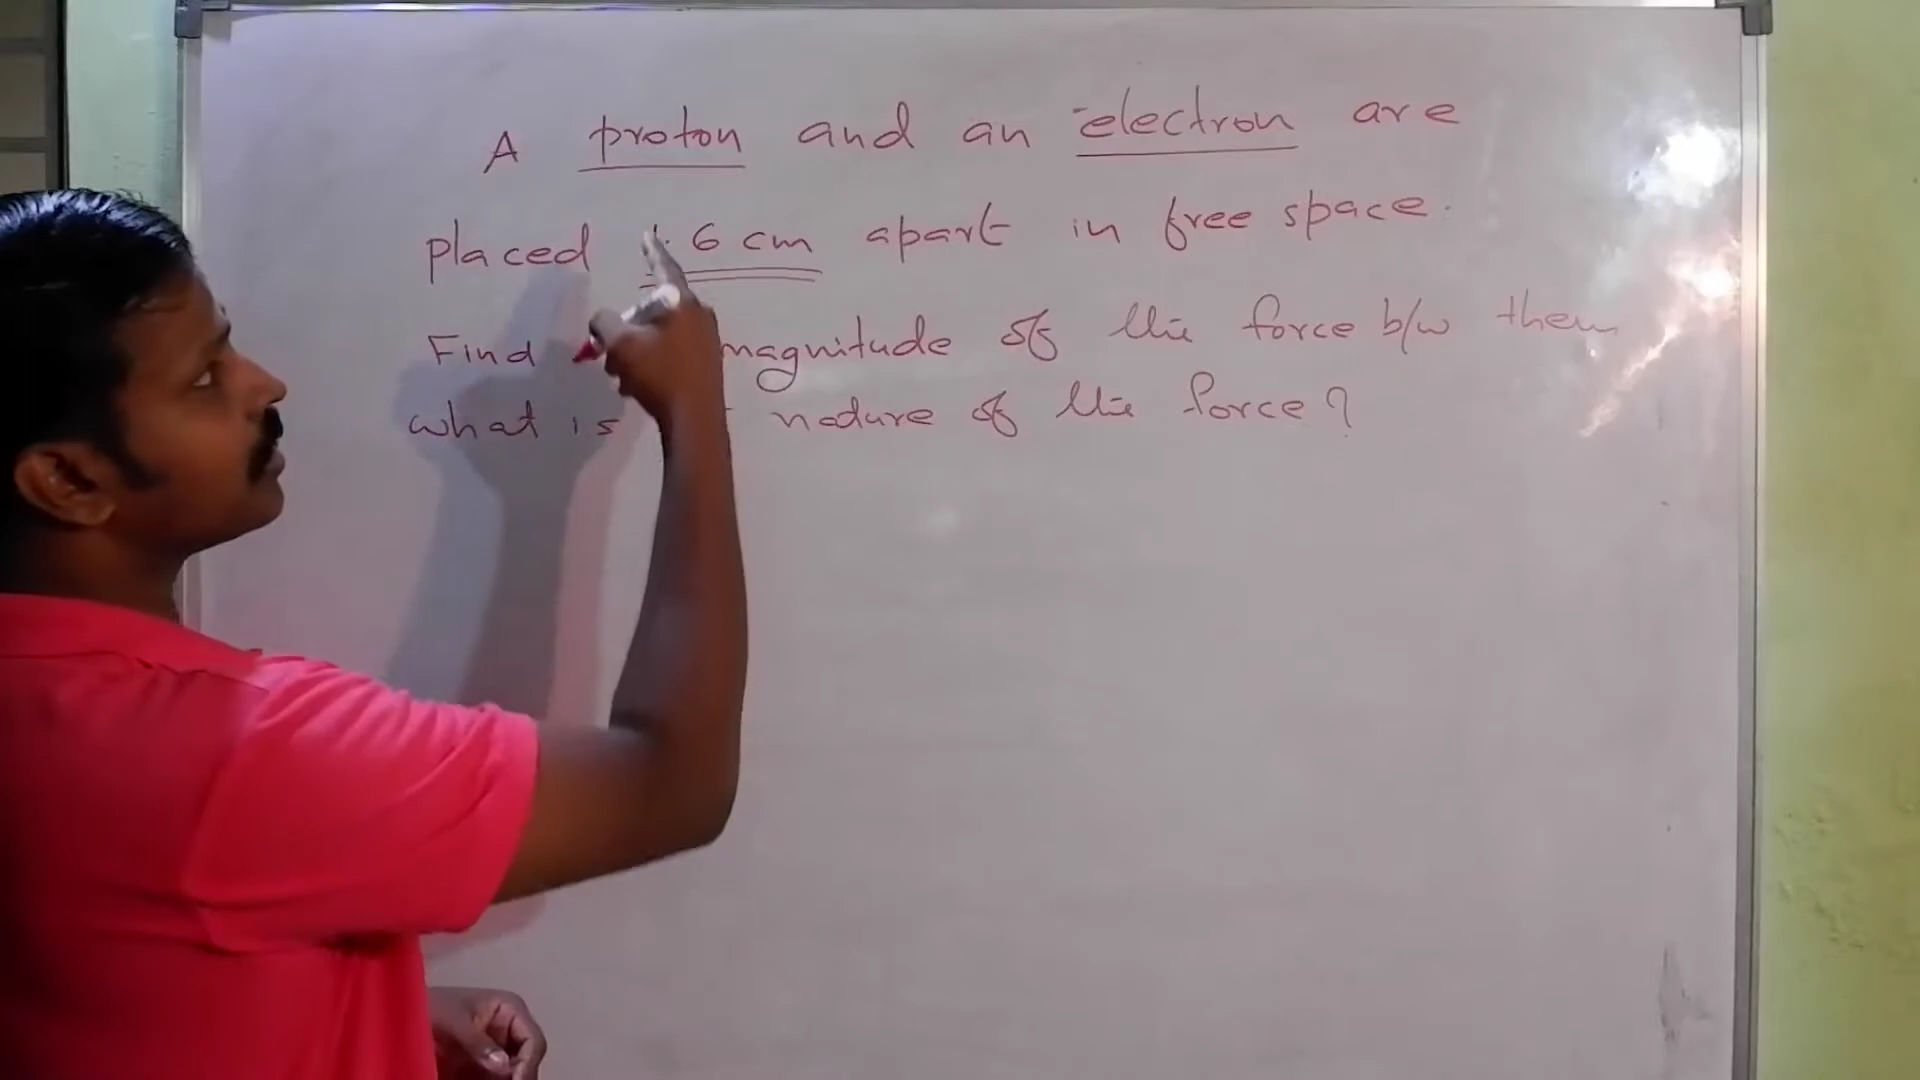 A proton and an electron are
placed 6 cm apart in free space.
Find magnitude of the force b/w them
what is nature of the force?